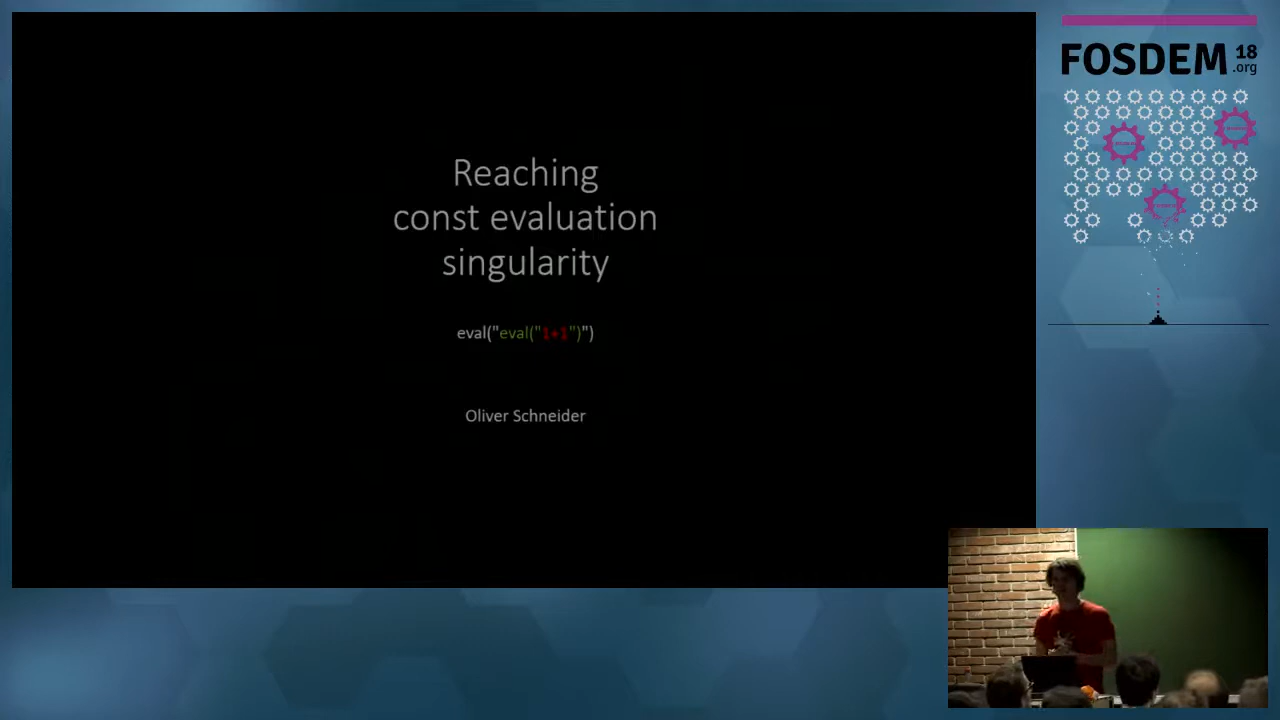 Reaching
const evaluation
singularity
eval("eval("1+1")")
Oliver Schneider
FOSDEM 18
.org